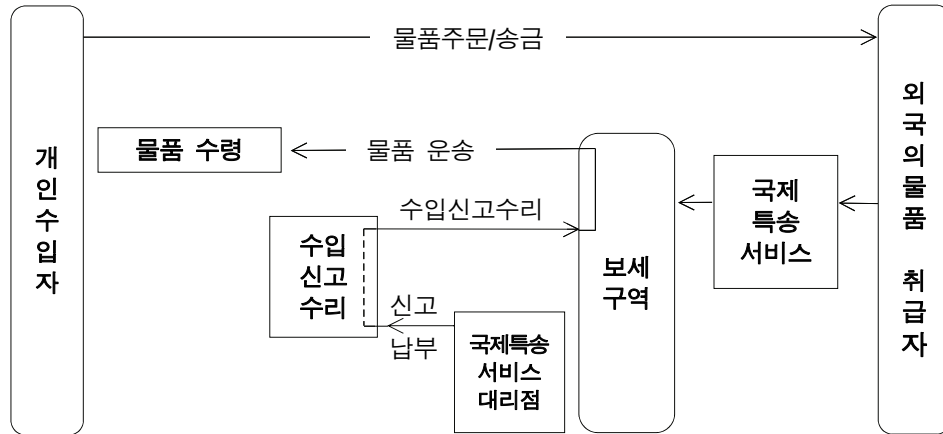 물품주문/송금
개
인
수
입
자
외
국
의
물
품
취
급
자
물품 수령
물품 운송
국제
특송
서비스
수입신고수리
수입
신고
수리
보세
구역
신고
납부
국제특송
서비스
대리점